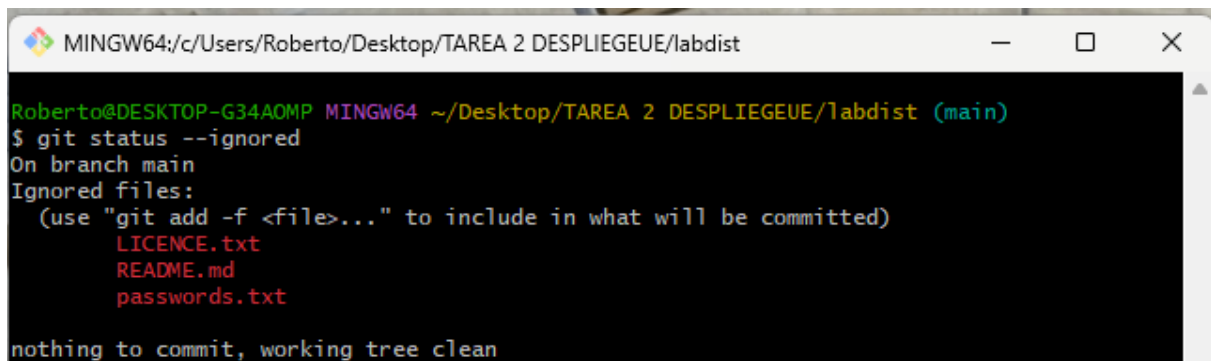 MINGW64:/c/Users/Roberto/Desktop/TAREA 2 DESPLIEGEUE/labdist
Roberto@DESKTOP-G34AOMP MINGW64 ~/Desktop/TAREA 2 DESPLIEGEUE/labdist (main)
$ git status --ignored
On branch main
Ignored files:
  (use "git add -f <file>..." to include in what will be committed)
        LICENCE.txt
        README.md
        passwords.txt

nothing to commit, working tree clean